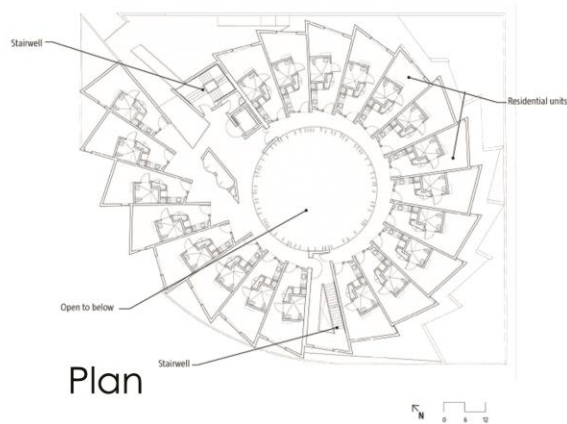 Stairwell
Residential units
Open to below
Stairwell
Plan
N
0 6 12